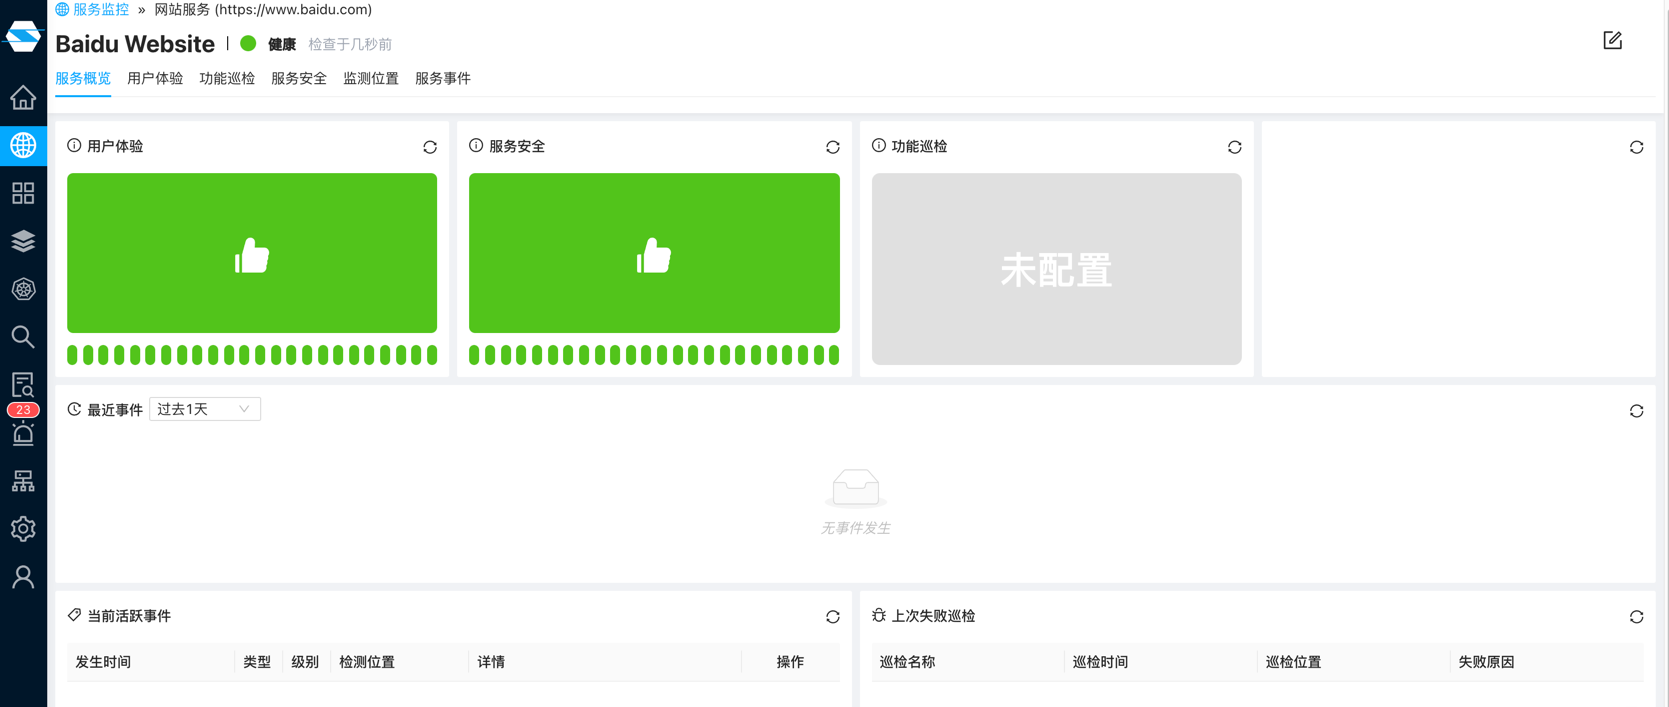 服务监控 » 网站服务 (https://www.baidu.com)
Baidu Website | 健康 检查于几秒前
服务概览 用户体验 功能巡检 服务安全 监测位置 服务事件
用户体验
服务安全
功能巡检
未配置
23
最近事件 过去1天
无事件发生
当前活跃事件
发生时间 类型 级别 检测位置 详情 操作
上次失败巡检
巡检名称 巡检时间 巡检位置 失败原因